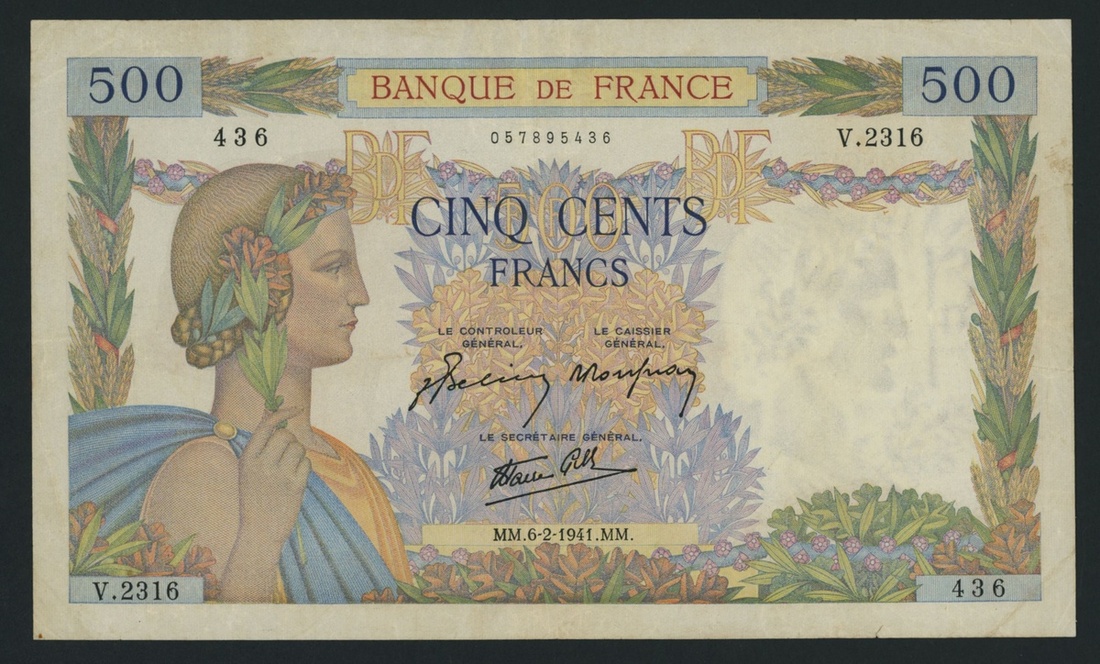 500 BANQUE DE FRANCE 500
436 057895436 V.2316
BDF BDF
500
CINQ CENTS
FRANCS
LE CONTROLEUR GÉNÉRAL,
LE CAISSIER GÉNÉRAL,
LE SECRÉTAIRE GÉNÉRAL,
MM.6-2-1941.MM.
V.2316 436